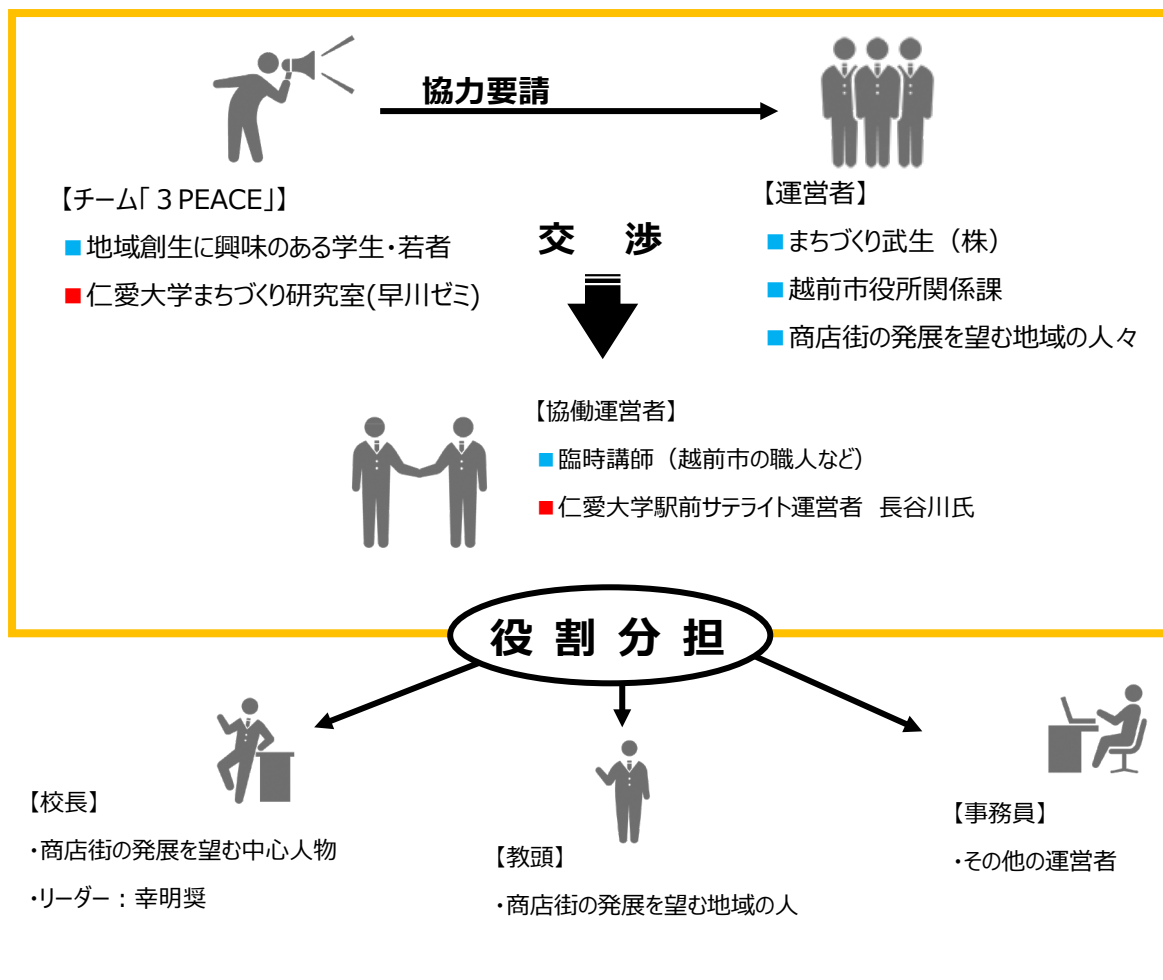 協力要請
【チーム「３PEACE」】
■地域創生に興味のある学生・若者
■仁愛大学まちづくり研究室(早川ゼミ)
【運営者】
■まちづくり武生（株）
■越前市役所関係課
■商店街の発展を望む地域の人々
交　渉
【協働運営者】
■臨時講師（越前市の職人など）
■仁愛大学駅前サテライト運営者　長谷川氏
役 割 分 担
【校長】
・商店街の発展を望む中心人物
・リーダー：幸明奨
【教頭】
・商店街の発展を望む地域の人
【事務員】
・その他の運営者